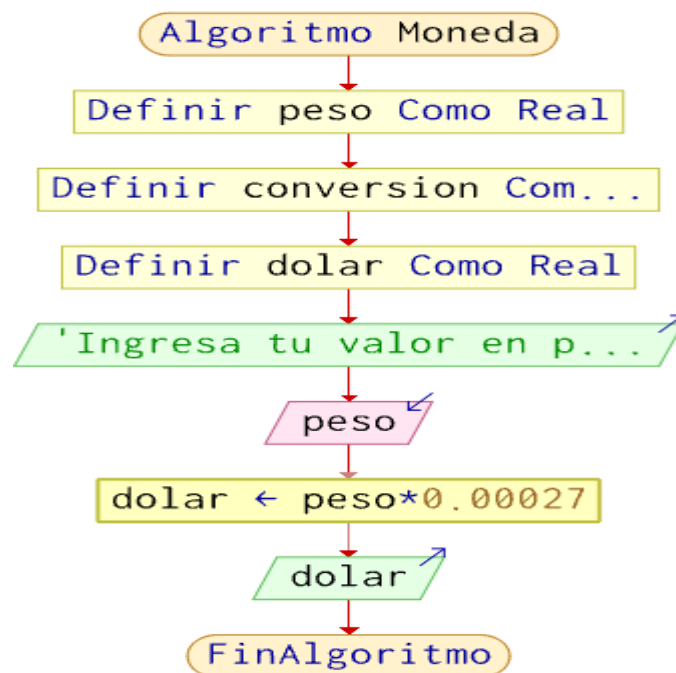 Algoritmo Moneda
Definir peso Como Real
Definir conversion Com...
Definir dolar Como Real
'Ingresa tu valor en p...
peso
dolar ← peso*0.00027
dolar
FinAlgoritmo